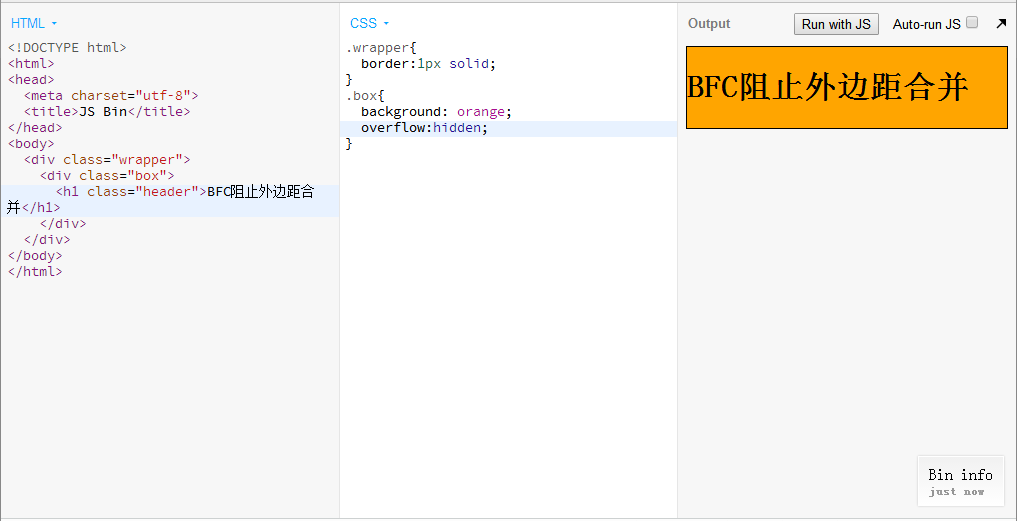 HTML
<!DOCTYPE html>
<html>
<head>
  <meta charset="utf-8">
  <title>JS Bin</title>
</head>
<body>
  <div class="wrapper">
    <div class="box">
      <h1 class="header">BFC阻止外边距合
并</h1>
    </div>
  </div>
</body>
</html>
CSS
.wrapper{
  border:1px solid;
}
.box{
  background: orange;
  overflow:hidden;
}
Output
Run with JS
Auto-run JS
BFC阻止外边距合并
Bin info
just now